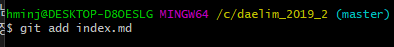 hminj@DESKTOP-D8OESLG MINGW64 /c/daelim_2019_2 (master)
$ git add index.md